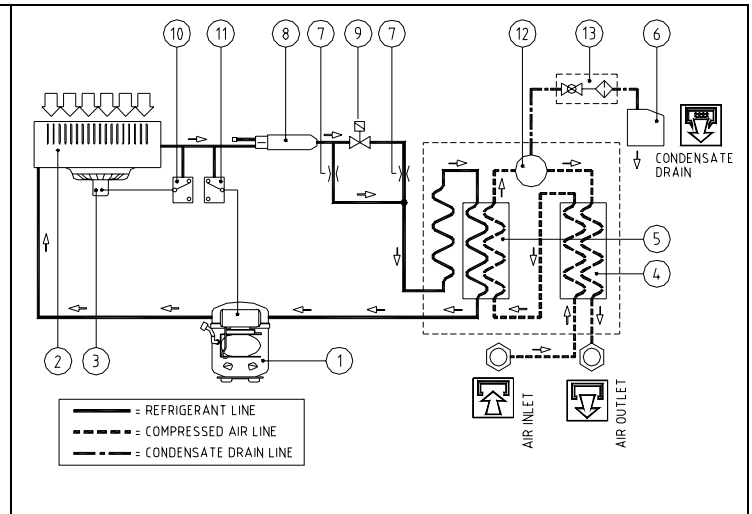 10
11
8
7
9
7
12
13
6
CONDENSATE
DRAIN
5
4
2
3
1
= REFRIGERANT LINE
= COMPRESSED AIR LINE
= CONDENSATE DRAIN LINE
AIR INLET
AIR OUTLET